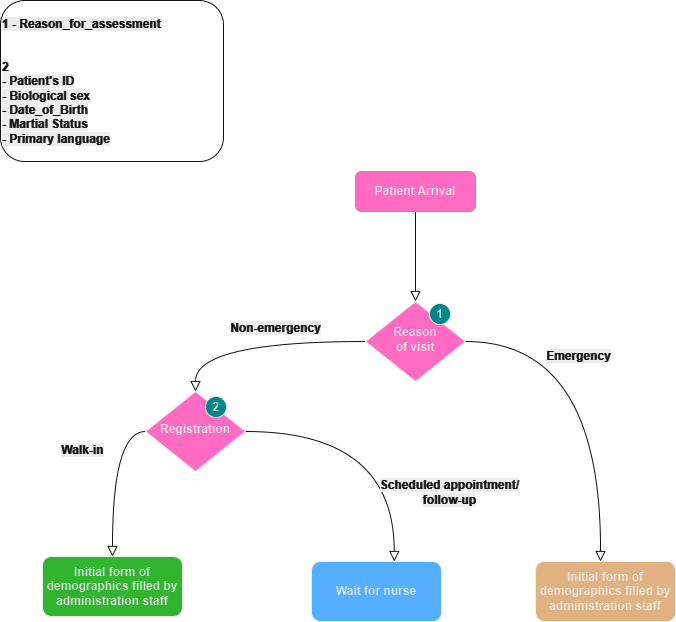 1 - Reason_for_assessment
2
- Patient's ID
- Biological sex
- Date_of_Birth
- Martial Status
- Primary language
Patient Arrival
1
Reason
of visit
Non-emergency
Emergency
2
Registration
Walk-in
Scheduled appointment/
follow-up
Initial form of
demographics filled by
administration staff
Wait for nurse
Initial form of
demographics filled by
administration staff